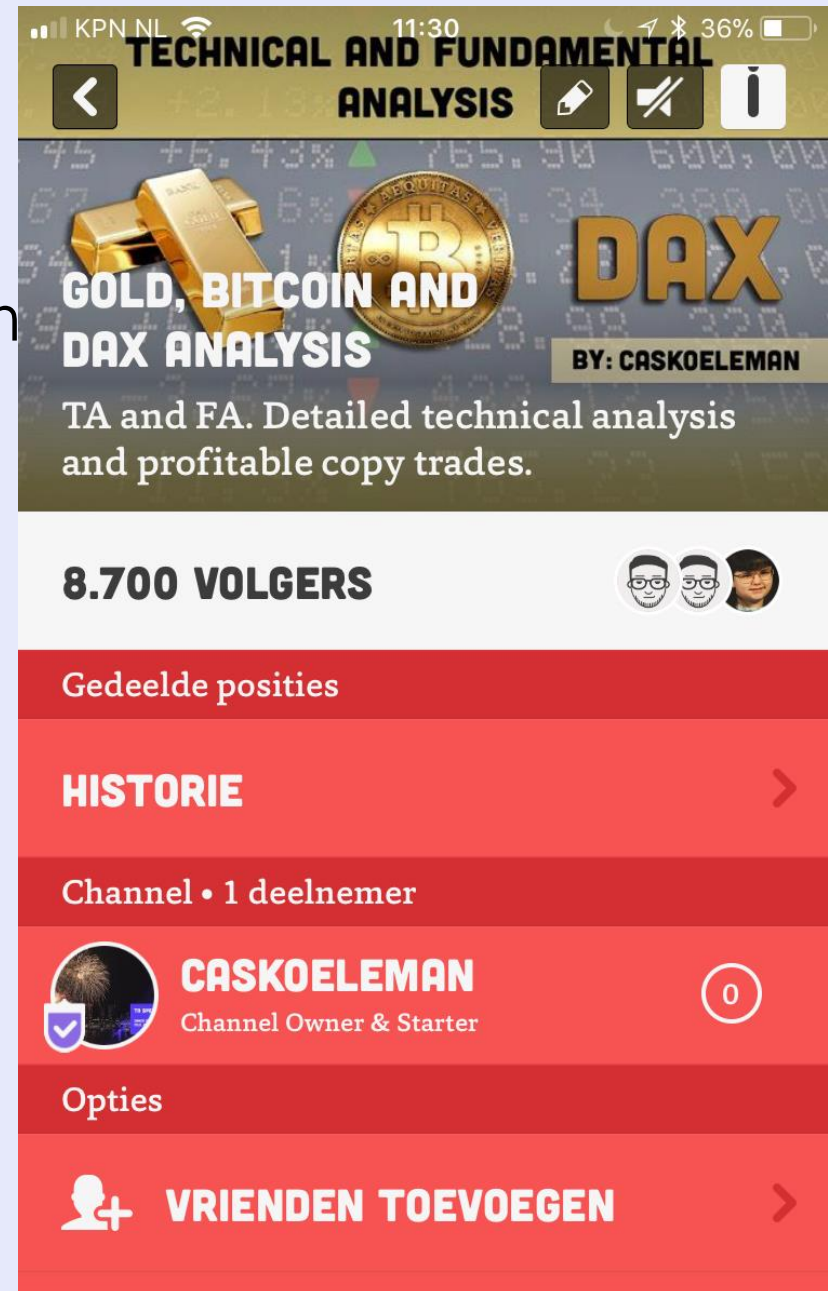 KPN NL 11:30 36%
TECHNICAL AND FUNDAMENTAL
ANALYSIS
DAX
GOLD, BITCOIN AND
DAX ANALYSIS
BY: CASKOELEMAN
TA and FA. Detailed technical analysis
and profitable copy trades.
8.700 VOLGERS
Gedeelde posities
HISTORIE
Channel • 1 deelnemer
CASKOELEMAN
0
Channel Owner & Starter
Opties
VRIENDEN TOEVOEGEN